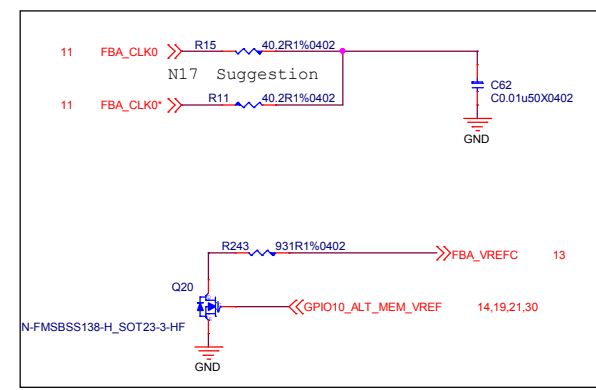 11 FBA_CLK0 R15 40.2R1%0402
N17 Suggestion
C62
C0.01u50X0402
11 FBA_CLK0* R11 40.2R1%0402
GND
R243 931R1%0402 FBA_VREFC 13
Q20
GPIO10_ALT_MEM_VREF 14,19,21,30
N-FMSBSS138-H_SOT23-3-HF
GND